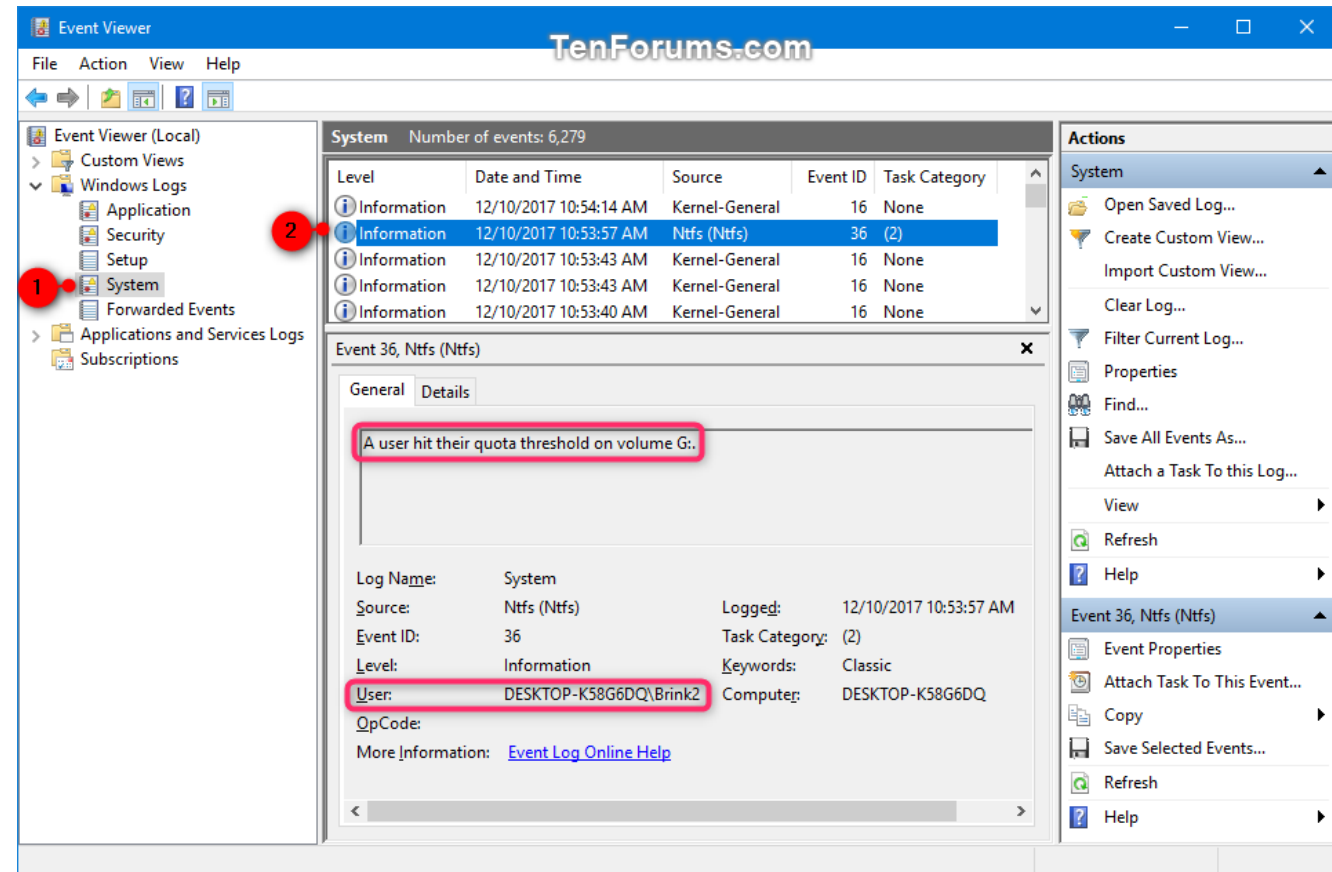 Event Viewer
TenForums.com
File Action View Help
Event Viewer (Local)
Custom Views
Windows Logs
Application
Security
Setup
System
Forwarded Events
Applications and Services Logs
Subscriptions
1
2
System Number of events: 6,279
Level Date and Time Source Event ID Task Category
Information 12/10/2017 10:54:14 AM Kernel-General 16 None
Information 12/10/2017 10:53:57 AM Ntfs (Ntfs) 36 (2)
Information 12/10/2017 10:53:43 AM Kernel-General 16 None
Information 12/10/2017 10:53:43 AM Kernel-General 16 None
Information 12/10/2017 10:53:40 AM Kernel-General 16 None
Event 36, Ntfs (Ntfs)
General Details
A user hit their quota threshold on volume G:.
Log Name: System
Source: Ntfs (Ntfs) Logged: 12/10/2017 10:53:57 AM
Event ID: 36 Task Category: (2)
Level: Information Keywords: Classic
User: DESKTOP-K58G6DQ\Brink2 Computer: DESKTOP-K58G6DQ
OpCode:
More Information: Event Log Online Help
Actions
System
Open Saved Log...
Create Custom View...
Import Custom View...
Clear Log...
Filter Current Log...
Properties
Find...
Save All Events As...
Attach a Task To this Log...
View
Refresh
Help
Event 36, Ntfs (Ntfs)
Event Properties
Attach Task To This Event...
Copy
Save Selected Events...
Refresh
Help